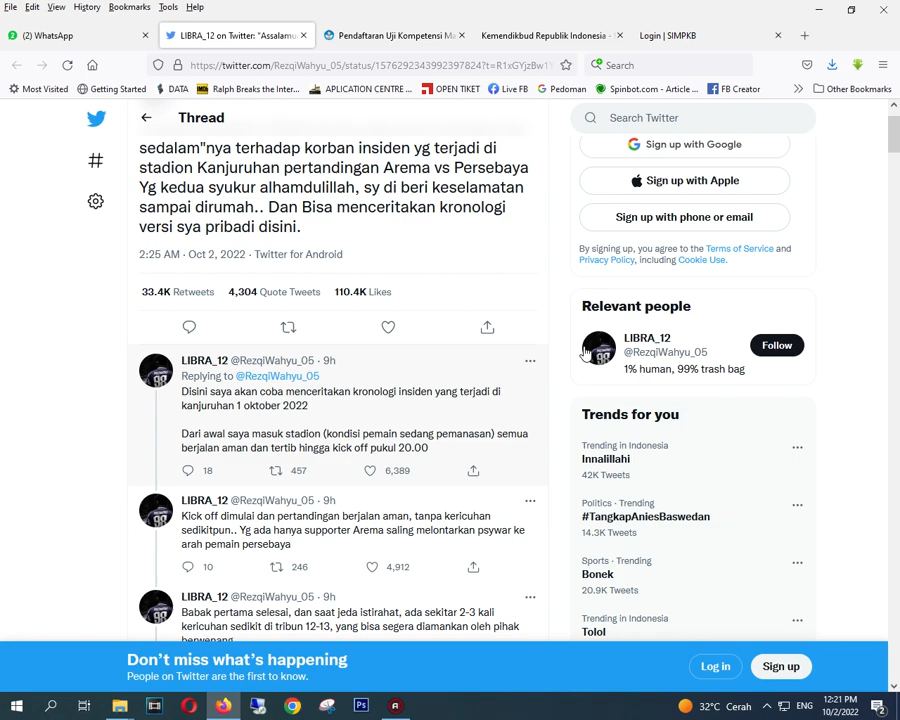 File Edit View History Bookmarks Tools Help
(2) WhatsApp
LIBRA_12 on Twitter: "Assalamu
Pendaftaran Uji Kompetensi Ma
Kemendikbud Republik Indonesia -
Login | SIMPKB
https://twitter.com/RezqiWahyu_05/status/1576292343992397824?t=R1xGYjzBw1
Search
Most Visited Getting Started DATA Ralph Breaks the Inter... APLICATION CENTRE ... OPEN TIKET Live FB Pedoman Spinbot.com - Article ... FB Creator Other Bookmarks
Thread
sedalam"nya terhadap korban insiden yg terjadi di
stadion Kanjuruhan pertandingan Arema vs Persebaya
Yg kedua syukur alhamdulillah, sy di beri keselamatan
sampai dirumah.. Dan Bisa menceritakan kronologi
versi sya pribadi disini.
2:25 AM · Oct 2, 2022 · Twitter for Android
33.4K Retweets 4,304 Quote Tweets 110.4K Likes
LIBRA_12 @RezqiWahyu_05 · 9h
Replying to @RezqiWahyu_05
Disini saya akan coba menceritakan kronologi insiden yang terjadi di
kanjuruhan 1 oktober 2022
Dari awal saya masuk stadion (kondisi pemain sedang pemanasan) semua
berjalan aman dan tertib hingga kick off pukul 20.00
18 457 6,389
LIBRA_12 @RezqiWahyu_05 · 9h
Kick off dimulai dan pertandingan berjalan aman, tanpa kericuhan
sedikitpun.. Yg ada hanya supporter Arema saling melontarkan psywar ke
arah pemain persebaya
10 246 4,912
LIBRA_12 @RezqiWahyu_05 · 9h
Babak pertama selesai, dan saat jeda istirahat, ada sekitar 2-3 kali
kericuhan sedikit di tribun 12-13, yang bisa segera diamankan oleh pihak
berwenang
Search Twitter
Sign up with Google
Sign up with Apple
Sign up with phone or email
By signing up, you agree to the Terms of Service and
Privacy Policy, including Cookie Use.
Relevant people
LIBRA_12
@RezqiWahyu_05
Follow
1% human, 99% trash bag
Trends for you
Trending in Indonesia
Innalillahi
42K Tweets
Politics · Trending
#TangkapAniesBaswedan
14.3K Tweets
Sports · Trending
Bonek
20.9K Tweets
Trending in Indonesia
Tolol
Don't miss what's happening
People on Twitter are the first to know.
Log in Sign up
32°C Cerah ENG 12:21 PM
10/2/2022 2